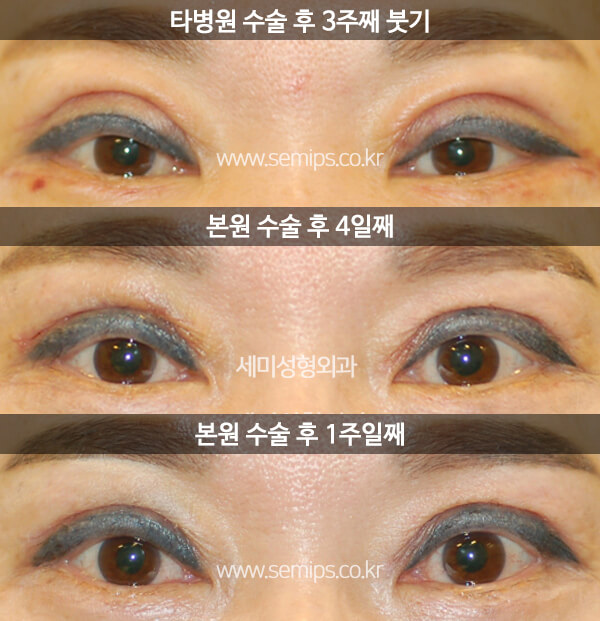 타병원 수술 후 3주째 붓기
www.semips.co.kr
본원 수술 후 4일째
세미성형외과
본원 수술 후 1주일째
www.semips.co.kr